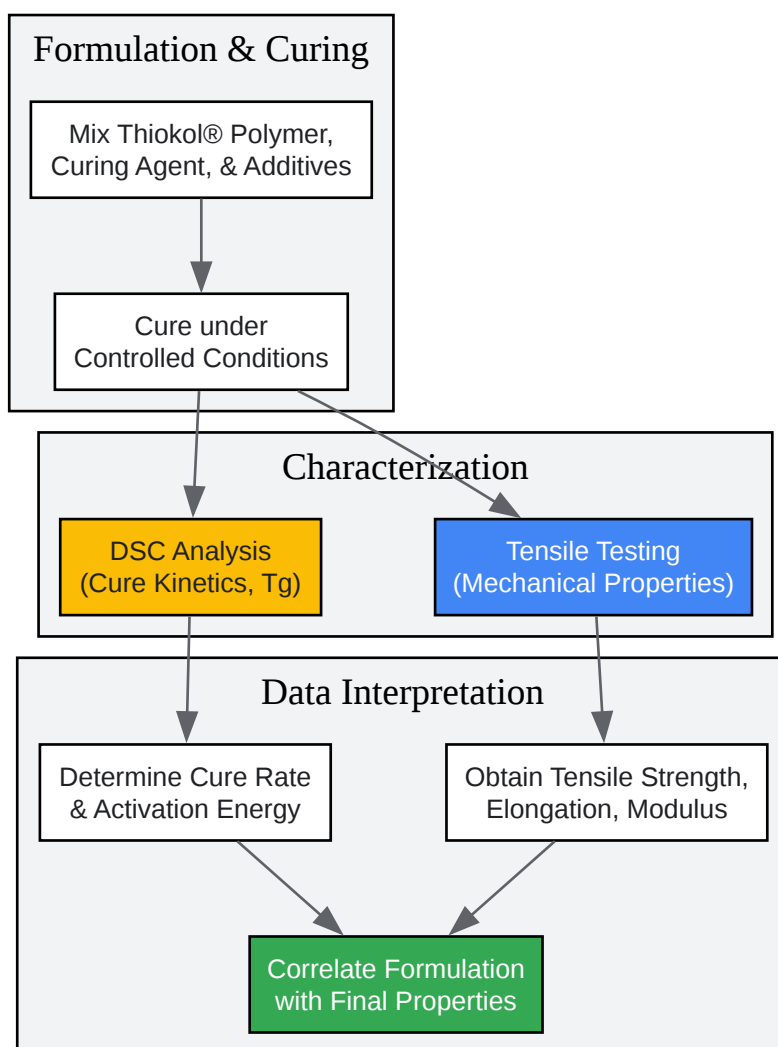 Formulation & Curing
Mix Thiokol® Polymer,
Curing Agent, & Additives
Cure under
Controlled Conditions
Characterization
DSC Analysis
(Cure Kinetics, Tg)
Tensile Testing
(Mechanical Properties)
Data Interpretation
Determine Cure Rate
& Activation Energy
Obtain Tensile Strength,
Elongation, Modulus
Correlate Formulation
with Final Properties